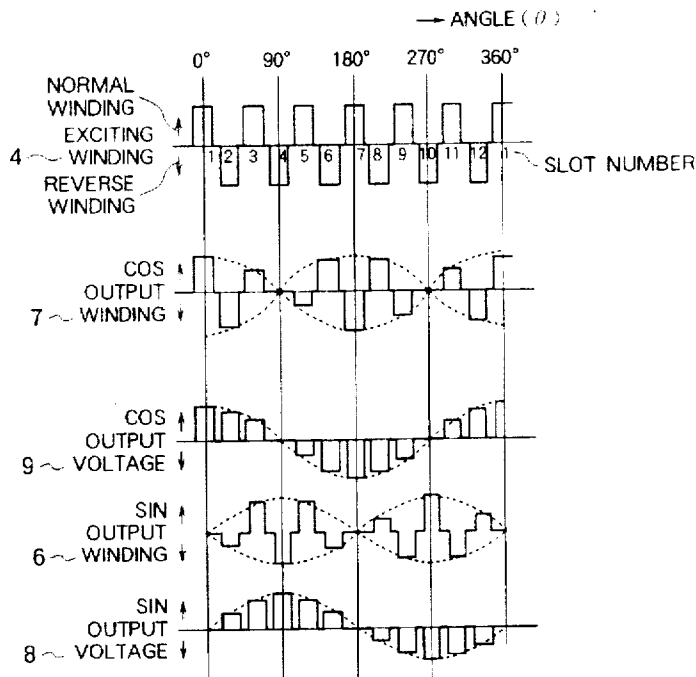 → ANGLE (θ)
0° 90° 180° 270° 360°
NORMAL
WINDING
EXCITING
4 WINDING
REVERSE
WINDING
1 2 3 4 5 6 7 8 9 10 11 12 1
SLOT NUMBER
COS
OUTPUT
7 WINDING
COS
OUTPUT
9 VOLTAGE
SIN
OUTPUT
6 WINDING
SIN
OUTPUT
8 VOLTAGE